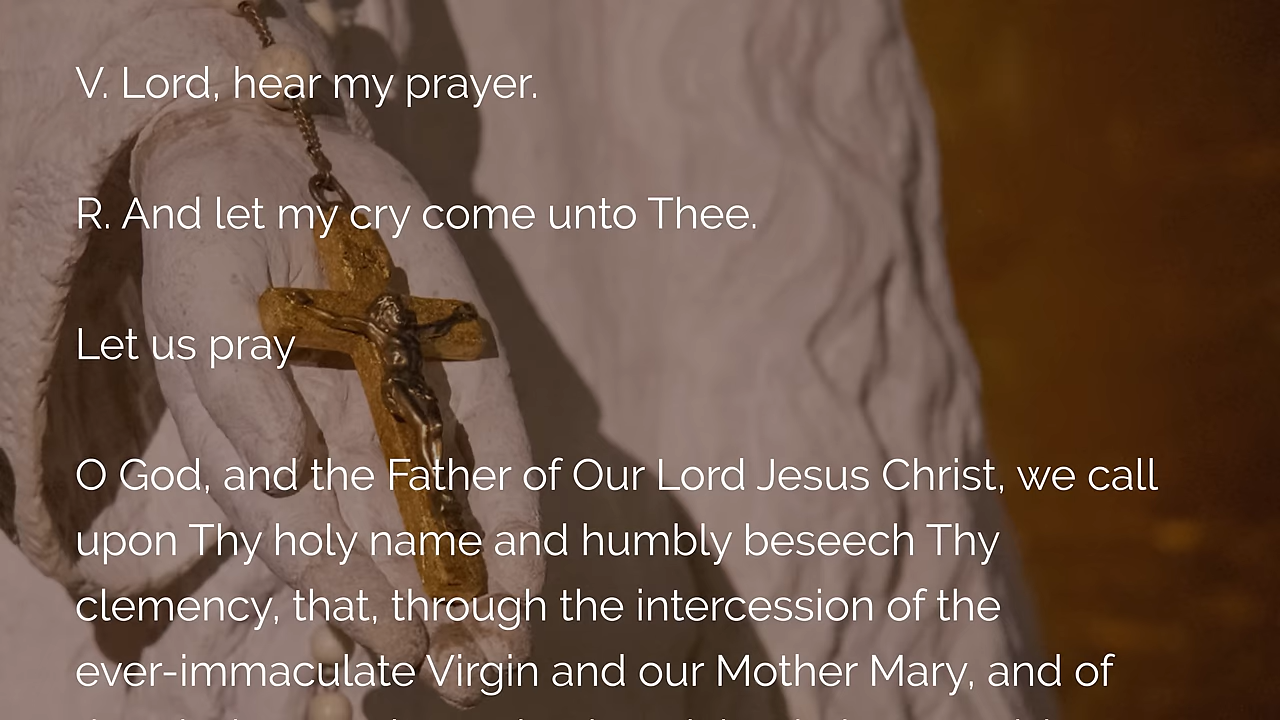 V. Lord, hear my prayer.
R. And let my cry come unto Thee.
Let us pray
O God, and the Father of Our Lord Jesus Christ, we call
upon Thy holy name and humbly beseech Thy
clemency, that, through the intercession of the
ever-immaculate Virgin and our Mother Mary, and of